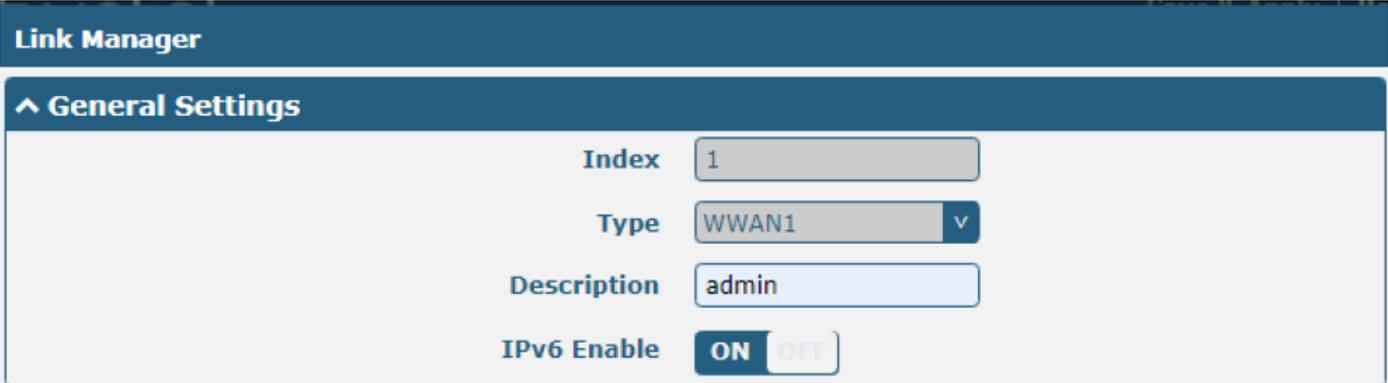 Link Manager
General Settings
Index 1
Type WWAN1 v
Description admin
IPv6 Enable ON OFF